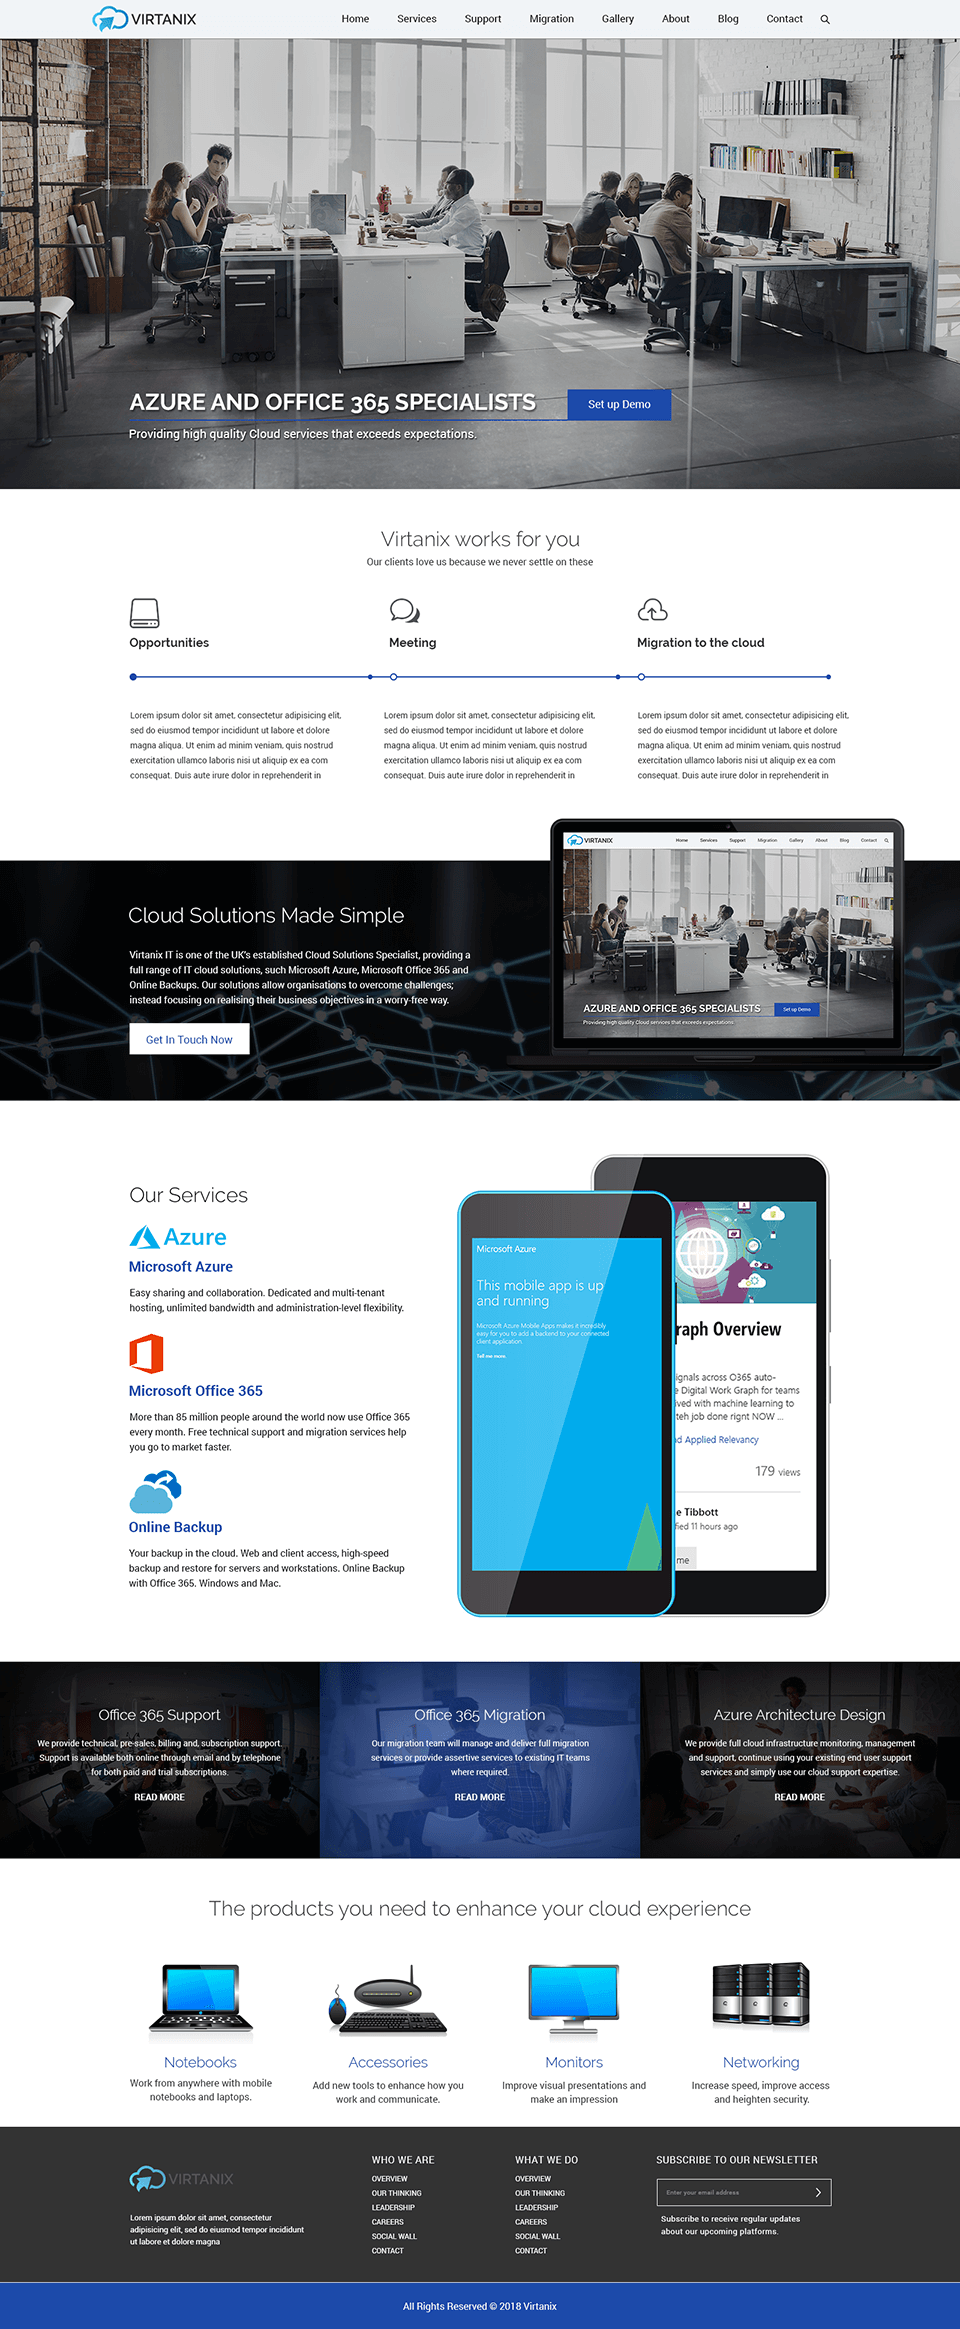 VIRTANIX
Home Services Support Migration Gallery About Blog Contact
AZURE AND OFFICE 365 SPECIALISTS
Set up Demo
Providing high quality Cloud services that exceeds expectations.
Virtanix works for you
Our clients love us because we never settle on these
Opportunities
Meeting
Migration to the cloud
Lorem ipsum dolor sit amet, consectetur adipisicing elit,
sed do eiusmod tempor incididunt ut labore et dolore
magna aliqua. Ut enim ad minim veniam, quis nostrud
exercitation ullamco laboris nisi ut aliquip ex ea com
consequat. Duis aute irure dolor in reprehenderit in
Lorem ipsum dolor sit amet, consectetur adipisicing elit,
sed do eiusmod tempor incididunt ut labore et dolore
magna aliqua. Ut enim ad minim veniam, quis nostrud
exercitation ullamco laboris nisi ut aliquip ex ea com
consequat. Duis aute irure dolor in reprehenderit in
Lorem ipsum dolor sit amet, consectetur adipisicing elit,
sed do eiusmod tempor incididunt ut labore et dolore
magna aliqua. Ut enim ad minim veniam, quis nostrud
exercitation ullamco laboris nisi ut aliquip ex ea com
consequat. Duis aute irure dolor in reprehenderit in
Cloud Solutions Made Simple
Virtanix IT is one of the UK's established Cloud Solutions Specialist, providing a
full range of IT cloud solutions, such Microsoft Azure, Microsoft Office 365 and
Online Backups. Our solutions allow organisations to overcome challenges;
instead focusing on realising their business objectives in a worry-free way.
Get In Touch Now
VIRTANIX
Home Services Support Migration Gallery About Blog Contact
AZURE AND OFFICE 365 SPECIALISTS
Set up Demo
Providing high quality Cloud services that exceeds expectations.
Our Services
Azure
Microsoft Azure
Easy sharing and collaboration. Dedicated and multi-tenant
hosting, unlimited bandwidth and administration-level flexibility.
Microsoft Office 365
More than 85 million people around the world now use Office 365
every month. Free technical support and migration services help
you go to market faster.
Online Backup
Your backup in the cloud. Web and client access, high-speed
backup and restore for servers and workstations. Online Backup
with Office 365. Windows and Mac.
Microsoft Azure
This mobile app is up
and running
Microsoft Azure Mobile Apps makes it incredibly
easy for you to add a backend to your connected
client application.
Tell me more.
raph Overview
ignals across O365 auto-
e Digital Work Graph for teams
ived with machine learning to
teh job done rignt NOW ...
nd Applied Relevancy
179 views
e Tibbott
fied 11 hours ago
me
Office 365 Support
We provide technical, pre-sales, billing and, subscription support.
Support is available both online through email and by telephone
for both paid and trial subscriptions.
READ MORE
Office 365 Migration
Our migration team will manage and deliver full migration
services or provide assertive services to existing IT teams
where required.
READ MORE
Azure Architecture Design
We provide full cloud infrastructure monitoring, management
and support, continue using your existing end user support
services and simply use our cloud support expertise.
READ MORE
The products you need to enhance your cloud experience
Notebooks
Work from anywhere with mobile
notebooks and laptops.
Accessories
Add new tools to enhance how you
work and communicate.
Monitors
Improve visual presentations and
make an impression
Networking
Increase speed, improve access
and heighten security.
VIRTANIX
Lorem ipsum dolor sit amet, consectetur
adipisicing elit, sed do eiusmod tempor incididunt
ut labore et dolore magna
WHO WE ARE
OVERVIEW
OUR THINKING
LEADERSHIP
CAREERS
SOCIAL WALL
CONTACT
WHAT WE DO
OVERVIEW
OUR THINKING
LEADERSHIP
CAREERS
SOCIAL WALL
CONTACT
SUBSCRIBE TO OUR NEWSLETTER
Enter your email address
Subscribe to receive regular updates
about our upcoming platforms.
All Rights Reserved © 2018 Virtanix